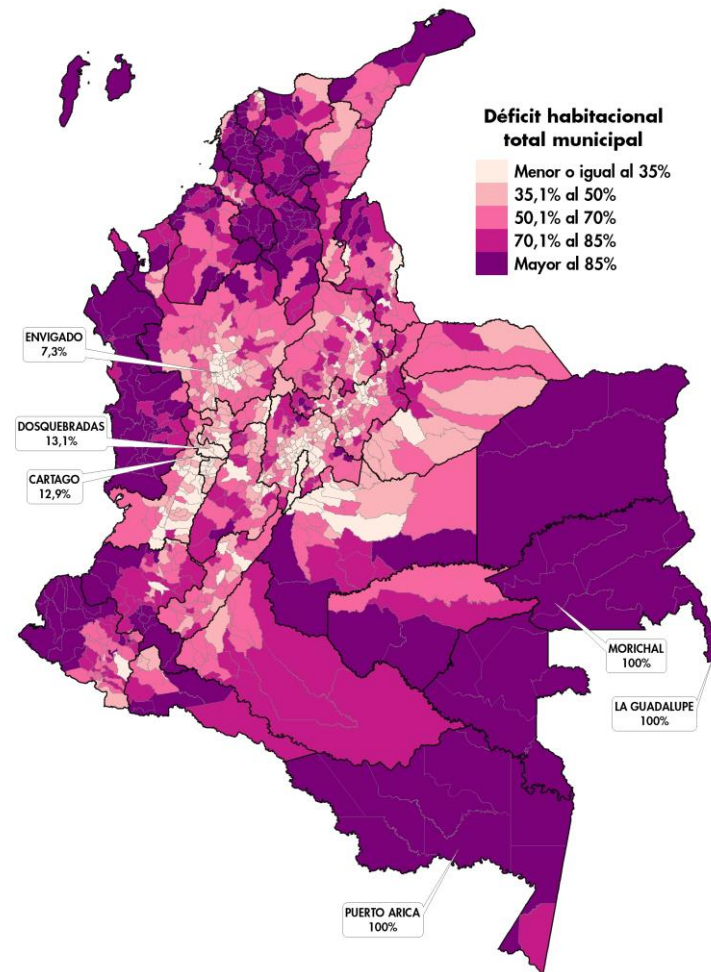 Déficit habitacional
total municipal
Menor o igual al 35%
35,1% al 50%
50,1% al 70%
70,1% al 85%
Mayor al 85%
ENVIGADO
7,3%
DOSQUEBRADAS
13,1%
CARTAGO
12,9%
MORICHAL
100%
LA GUADALUPE
100%
PUERTO ARICA
100%